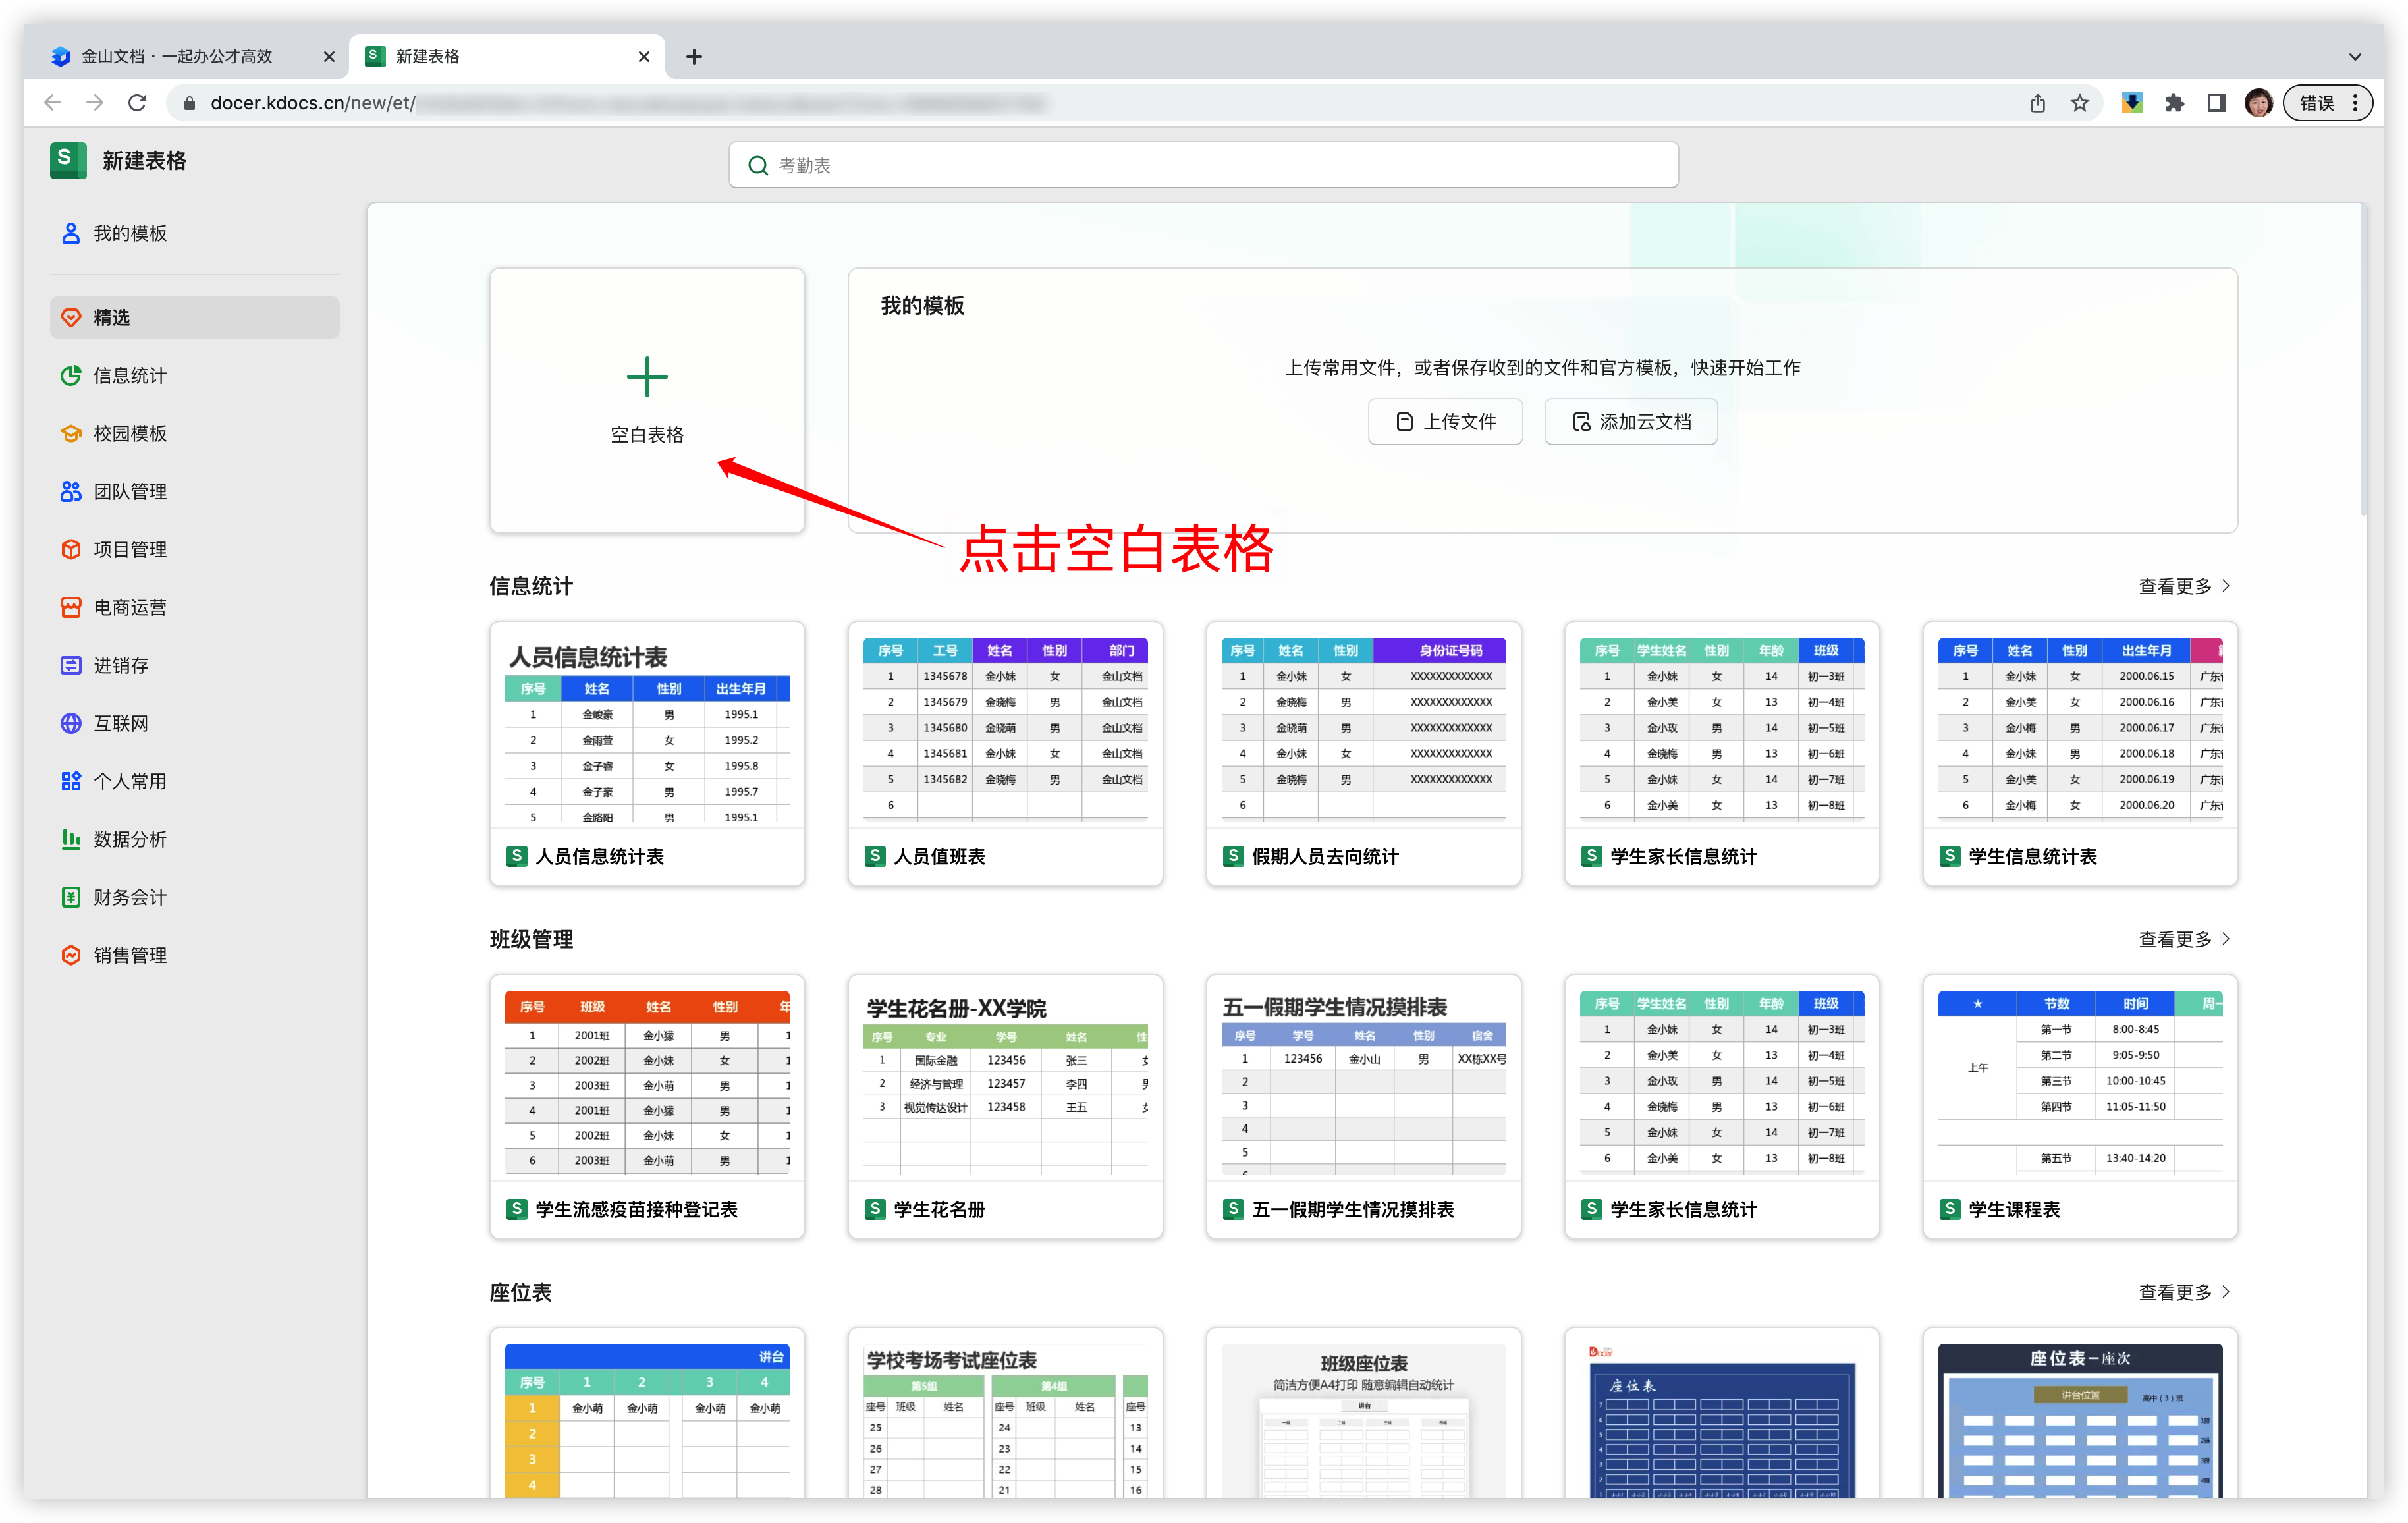 金山文档 · 一起办公才高效
新建表格
docer.kdocs.cn/new/et/
错误
新建表格
考勤表
我的模板
精选
信息统计
校园模板
团队管理
项目管理
电商运营
进销存
互联网
个人常用
数据分析
财务会计
销售管理
空白表格
我的模板
上传常用文件，或者保存收到的文件和官方模板，快速开始工作
上传文件
添加云文档
点击空白表格
信息统计
查看更多
人员信息统计表
序号 姓名 性别 出生年月
1 金峻豪 男 1995.1
2 金雨萱 女 1995.2
3 金子睿 女 1995.8
4 金子豪 男 1995.7
5 金路阳 男 1995.1
人员信息统计表
序号 工号 姓名 性别 部门
1 1345678 金小妹 女 金山文档
2 1345679 金晓梅 男 金山文档
3 1345680 金晓萌 男 金山文档
4 1345681 金小妹 女 金山文档
5 1345682 金晓梅 男 金山文档
6
人员值班表
序号 姓名 性别 身份证号码
1 金小妹 女 XXXXXXXXXXXXX
2 金晓梅 男 XXXXXXXXXXXXX
3 金晓萌 男 XXXXXXXXXXXXX
4 金小妹 女 XXXXXXXXXXXXX
5 金晓梅 男 XXXXXXXXXXXXX
6
假期人员去向统计
序号 学生姓名 性别 年龄 班级
1 金小妹 女 14 初一3班
2 金小美 女 13 初一4班
3 金小玫 男 14 初一5班
4 金晓梅 男 13 初一6班
5 金小妹 女 14 初一7班
6 金小美 女 13 初一8班
学生家长信息统计
序号 姓名 性别 出生年月
1 金小妹 女 2000.06.15 广东
2 金小美 女 2000.06.16 广东
3 金小梅 男 2000.06.17 广东
4 金小妹 男 2000.06.18 广东
5 金小美 女 2000.06.19 广东
6 金小梅 女 2000.06.20 广东
学生信息统计表
班级管理
查看更多
序号 班级 姓名 性别 年
1 2001班 金小獴 男 1
2 2002班 金小妹 女 1
3 2003班 金小萌 男 1
4 2001班 金小獴 男 1
5 2002班 金小妹 女 1
6 2003班 金小萌 男 1
学生流感疫苗接种登记表
学生花名册-XX学院
序号 专业 学号 姓名 性
1 国际金融 123456 张三 女
2 经济与管理 123457 李四 男
3 视觉传达设计 123458 王五 女
学生花名册
五一假期学生情况摸排表
序号 学号 姓名 性别 宿舍
1 123456 金小山 男 XX栋XX号
2
3
4
5
6
五一假期学生情况摸排表
序号 学生姓名 性别 年龄 班级
1 金小妹 女 14 初一3班
2 金小美 女 13 初一4班
3 金小玫 男 14 初一5班
4 金晓梅 男 13 初一6班
5 金小妹 女 14 初一7班
6 金小美 女 13 初一8班
学生家长信息统计
★ 节数 时间 周一
第一节 8:00-8:45
第二节 9:05-9:50
上午
第三节 10:00-10:45
第四节 11:05-11:50
第五节 13:40-14:20
学生课程表
座位表
查看更多
讲台
序号 1 2 3 4
1 金小萌 金小萌 金小萌 金小萌
2
3
4
学校考场考试座位表
第5组 第4组
座号 班级 姓名 座号 班级 姓名 座号
25 24 13
26 23 14
27 22 15
28 21 16
班级座位表
简洁方便A4打印 随意编辑自动统计
讲台
Docer
座位表
7
6
5
4
3
2
1
座位表－座次
讲台位置 高中（3）班
1排
2排
3排
4排